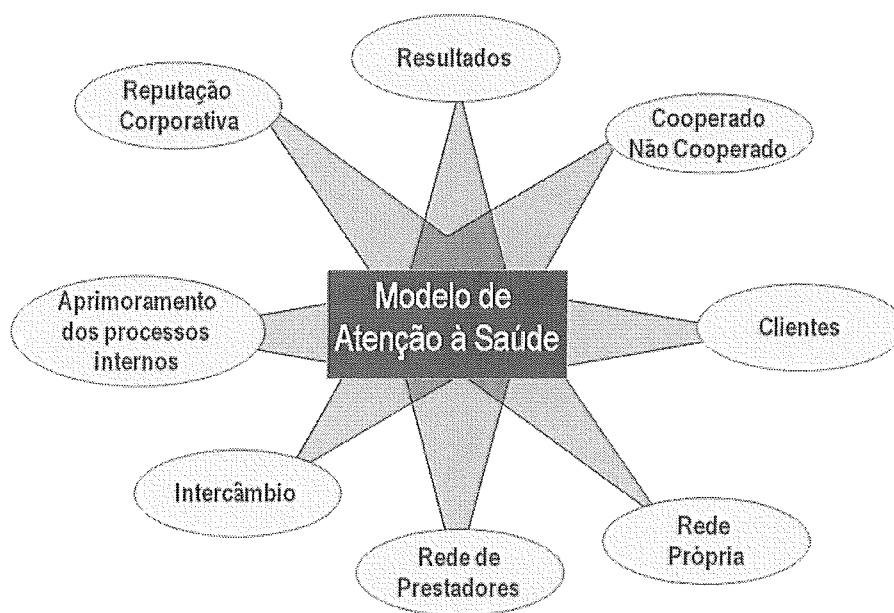 Resultados
Reputação
Corporativa
Cooperado
Não Cooperado
Modelo de
Atenção à Saúde
Aprimoramento
dos processos
internos
Clientes
Intercâmbio
Rede de
Prestadores
Rede
Pròpria